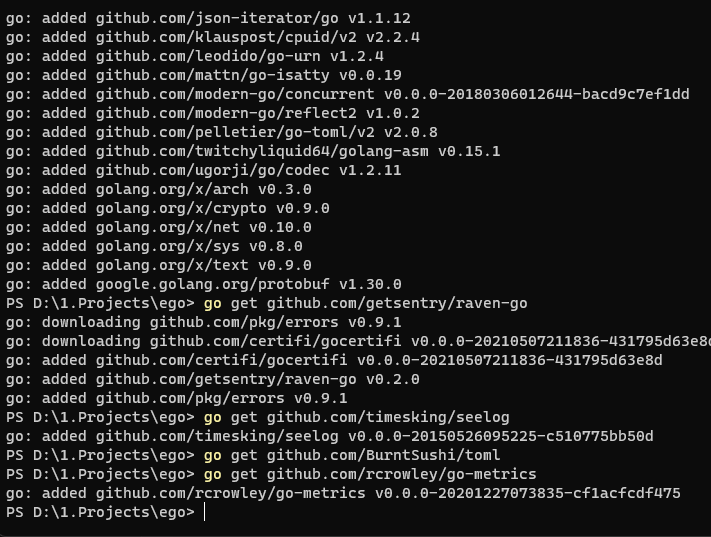 go: added github.com/json-iterator/go v1.1.12
go: added github.com/klauspost/cpuid/v2 v2.2.4
go: added github.com/leodido/go-urn v1.2.4
go: added github.com/mattn/go-isatty v0.0.19
go: added github.com/modern-go/concurrent v0.0.0-20180306012644-bacd9c7ef1dd
go: added github.com/modern-go/reflect2 v1.0.2
go: added github.com/pelletier/go-toml/v2 v2.0.8
go: added github.com/twitchyliquid64/golang-asm v0.15.1
go: added github.com/ugorji/go/codec v1.2.11
go: added golang.org/x/arch v0.3.0
go: added golang.org/x/crypto v0.9.0
go: added golang.org/x/net v0.10.0
go: added golang.org/x/sys v0.8.0
go: added golang.org/x/text v0.9.0
go: added google.golang.org/protobuf v1.30.0
PS D:\1.Projects\ego> go get github.com/getsentry/raven-go
go: downloading github.com/pkg/errors v0.9.1
go: downloading github.com/certifi/gocertifi v0.0.0-20210507211836-431795d63e8d
go: added github.com/certifi/gocertifi v0.0.0-20210507211836-431795d63e8d
go: added github.com/getsentry/raven-go v0.2.0
go: added github.com/pkg/errors v0.9.1
PS D:\1.Projects\ego> go get github.com/timesking/seelog
go: added github.com/timesking/seelog v0.0.0-20150526095225-c510775bb50d
PS D:\1.Projects\ego> go get github.com/BurntSushi/toml
PS D:\1.Projects\ego> go get github.com/rcrowley/go-metrics
go: added github.com/rcrowley/go-metrics v0.0.0-20201227073835-cf1acfcdf475
PS D:\1.Projects\ego>